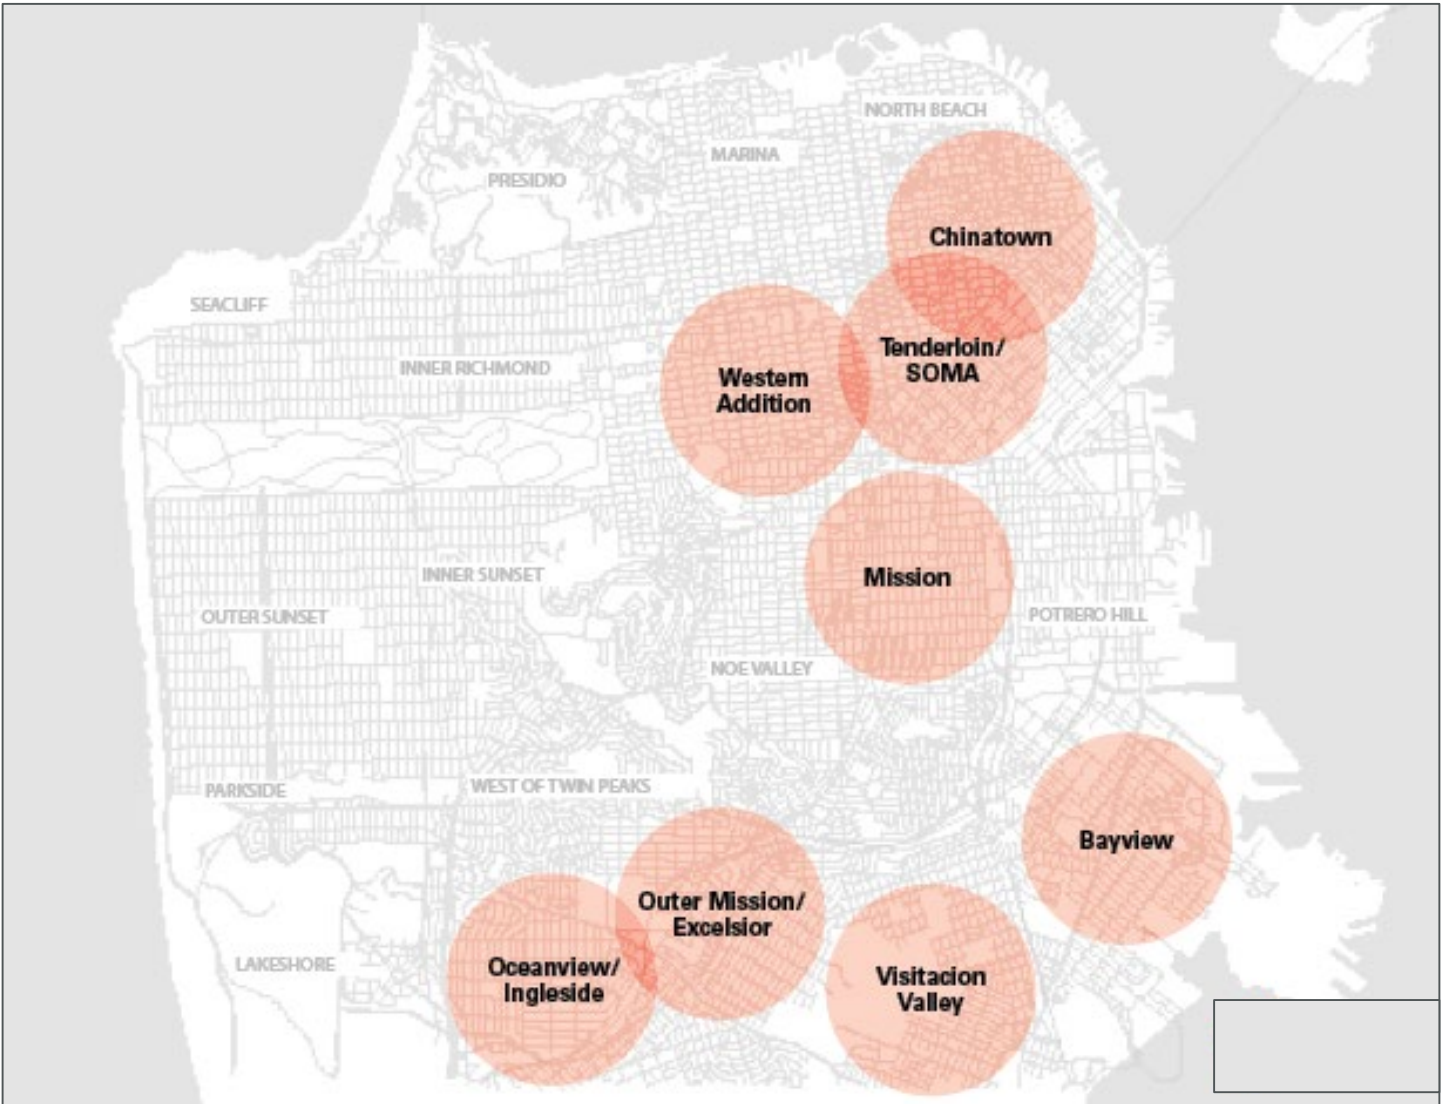 NORTH BEACH
MARINA
PRESIDIO
Chinatown
SEACLIFF
INNER RICHMOND
Tenderloin/
SOMA
Western
Addition
INNER SUNSET
Mission
OUTER SUNSET
POTRERO HILL
NOE VALLEY
PARKSIDE
WEST OF TWIN PEAKS
Bayview
Outer Mission/
Excelsior
LAKESHORE
Oceanview/
Ingleside
Visitacion
Valley